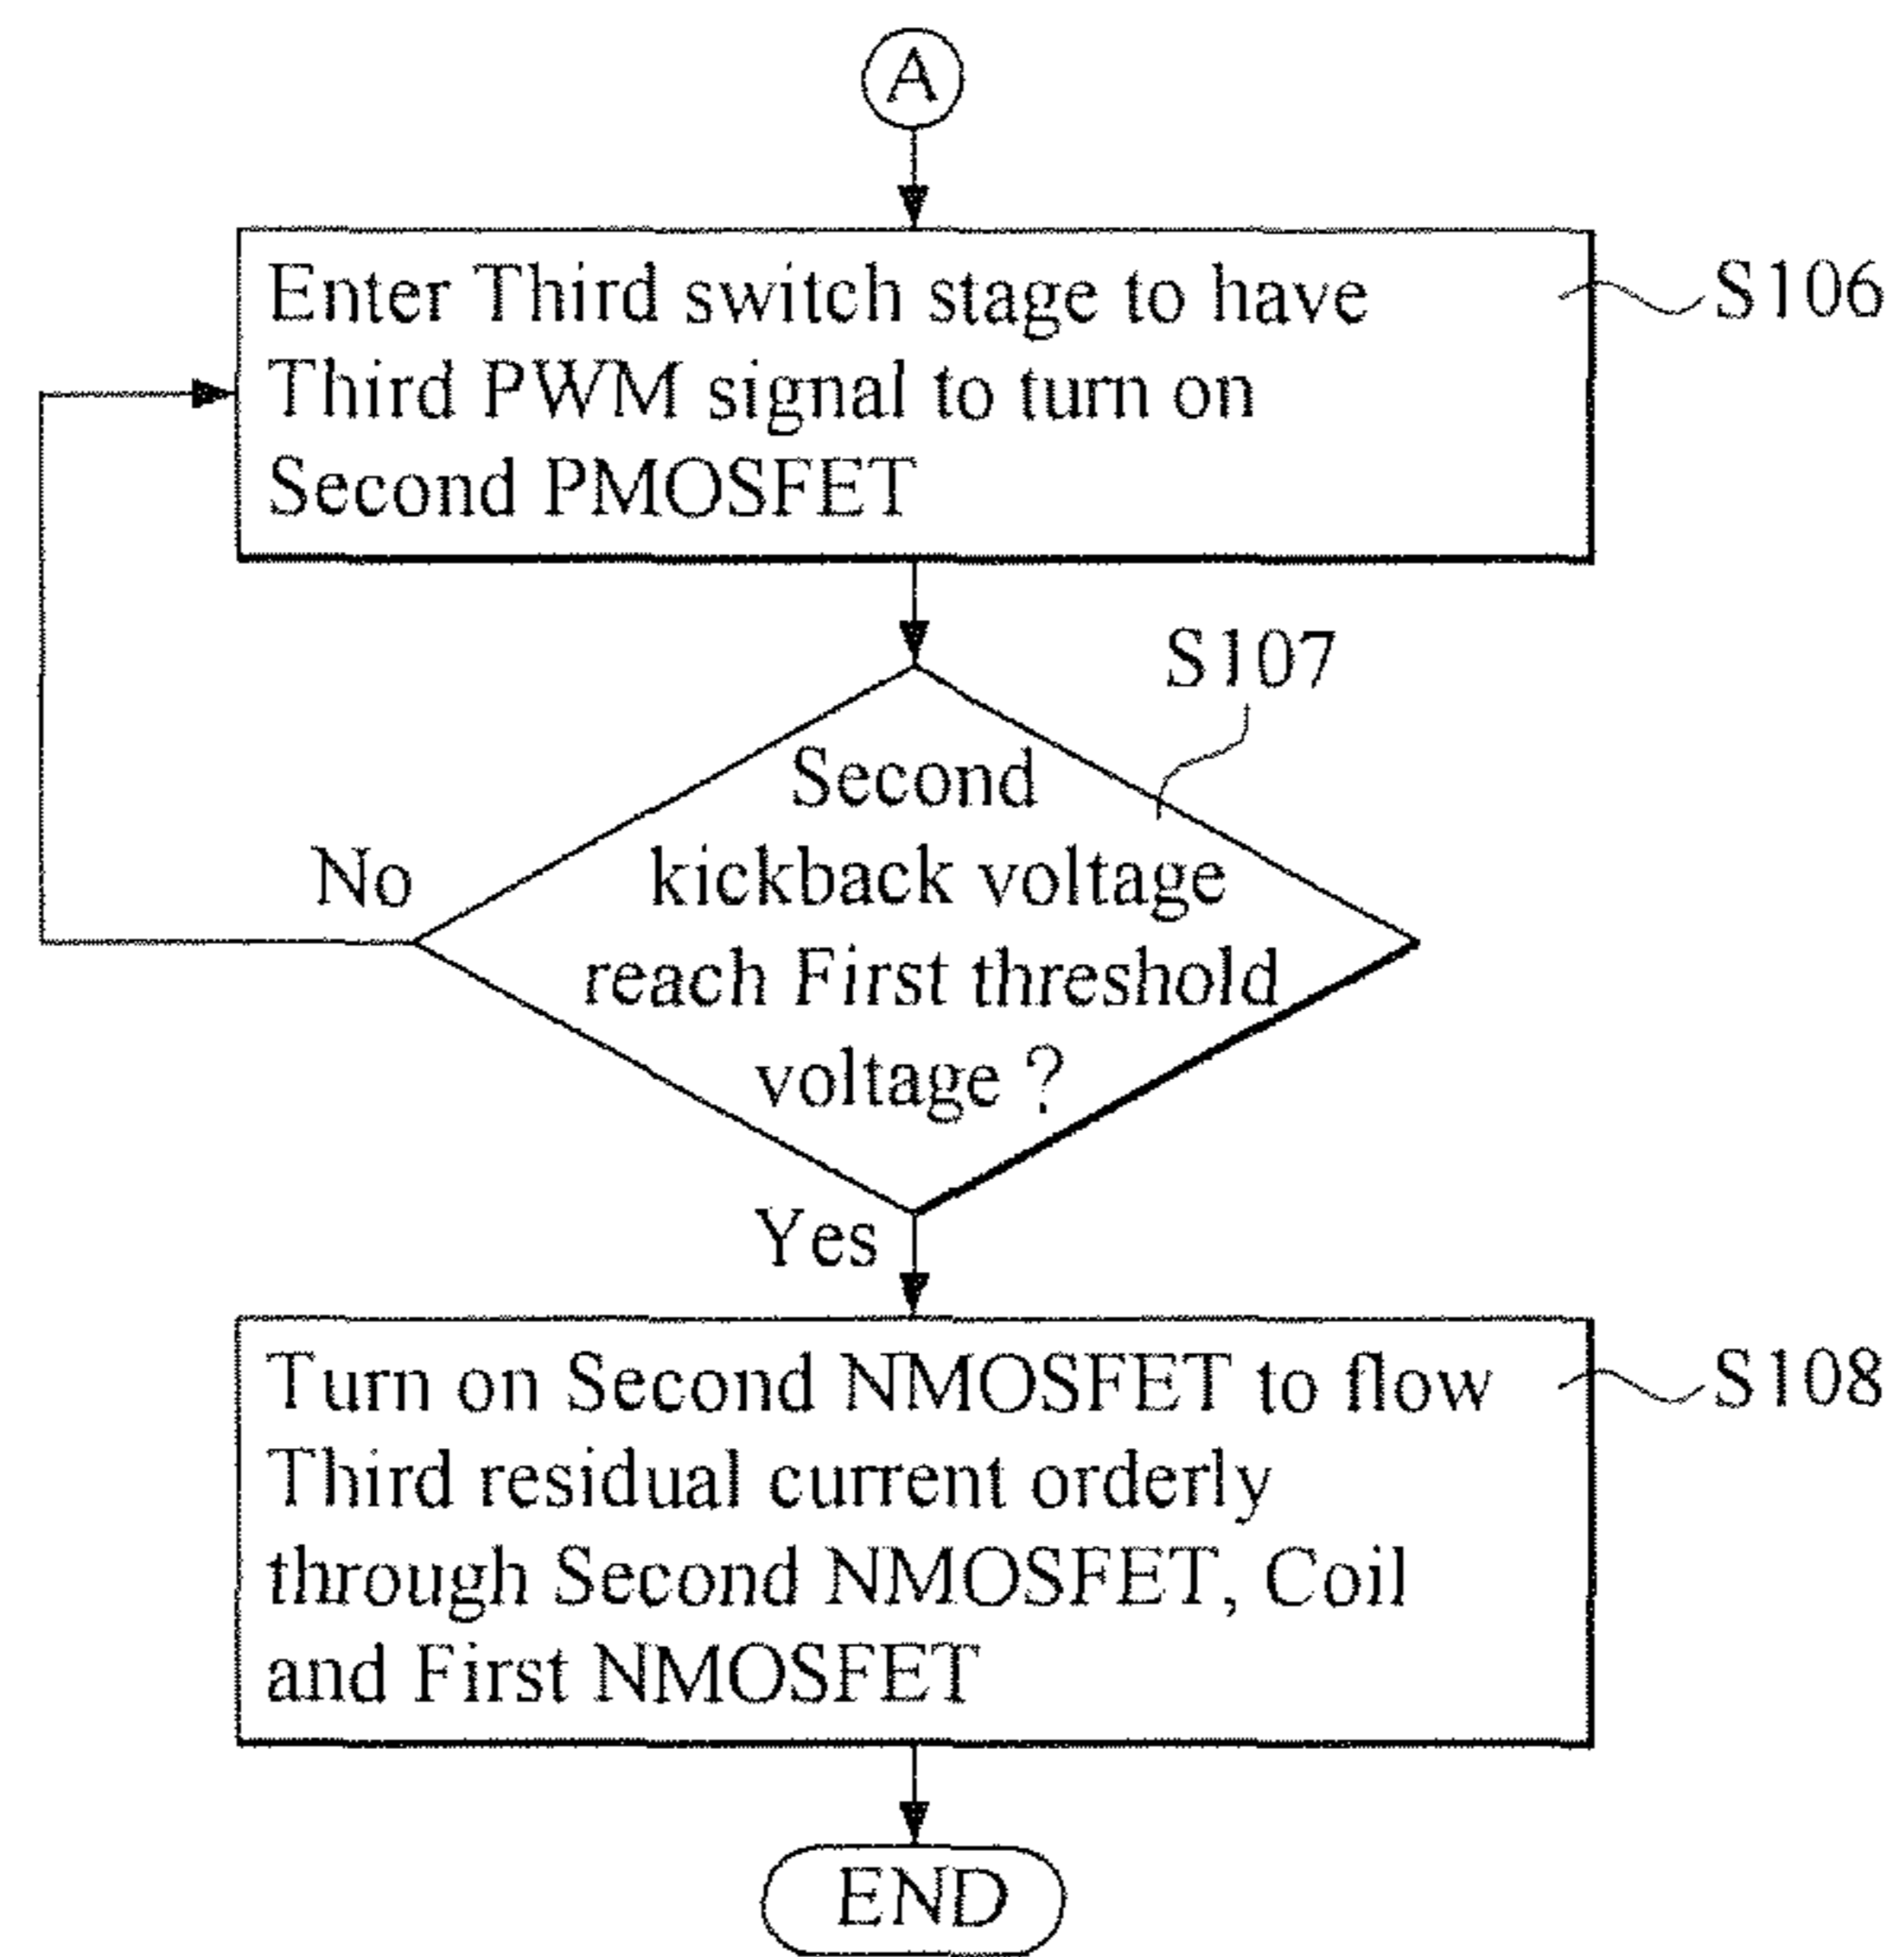 A
Enter Third switch stage to have
Third PWM signal to turn on
Second PMOSFET
S106
S107
Second
kickback voltage
reach First threshold
voltage ?
No
Yes
Turn on Second NMOSFET to flow
Third residual current orderly
through Second NMOSFET, Coil
and First NMOSFET
S108
END